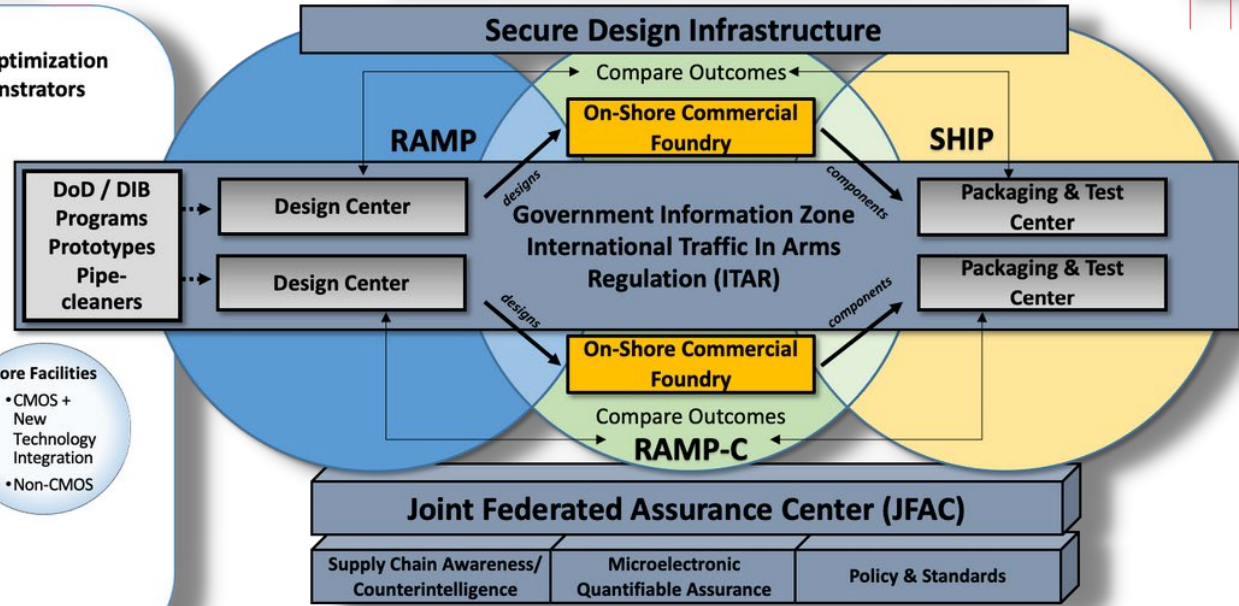 Secure Design Infrastructure
Compare Outcomes
On-Shore Commercial
Foundry
RAMP
SHIP
DoD / DIB
Programs
Prototypes
Pipe-
cleaners
Design Center
Design Center
designs
components
Government Information Zone
International Traffic In Arms
Regulation (ITAR)
Packaging & Test
Center
Packaging & Test
Center
designs
components
On-Shore Commercial
Foundry
Compare Outcomes
RAMP-C
Facilities
•CMOS +
New
Technology
Integration
•Non-CMOS
Joint Federated Assurance Center (JFAC)
Supply Chain Awareness/
Counterintelligence
Microelectronic
Quantifiable Assurance
Policy & Standards